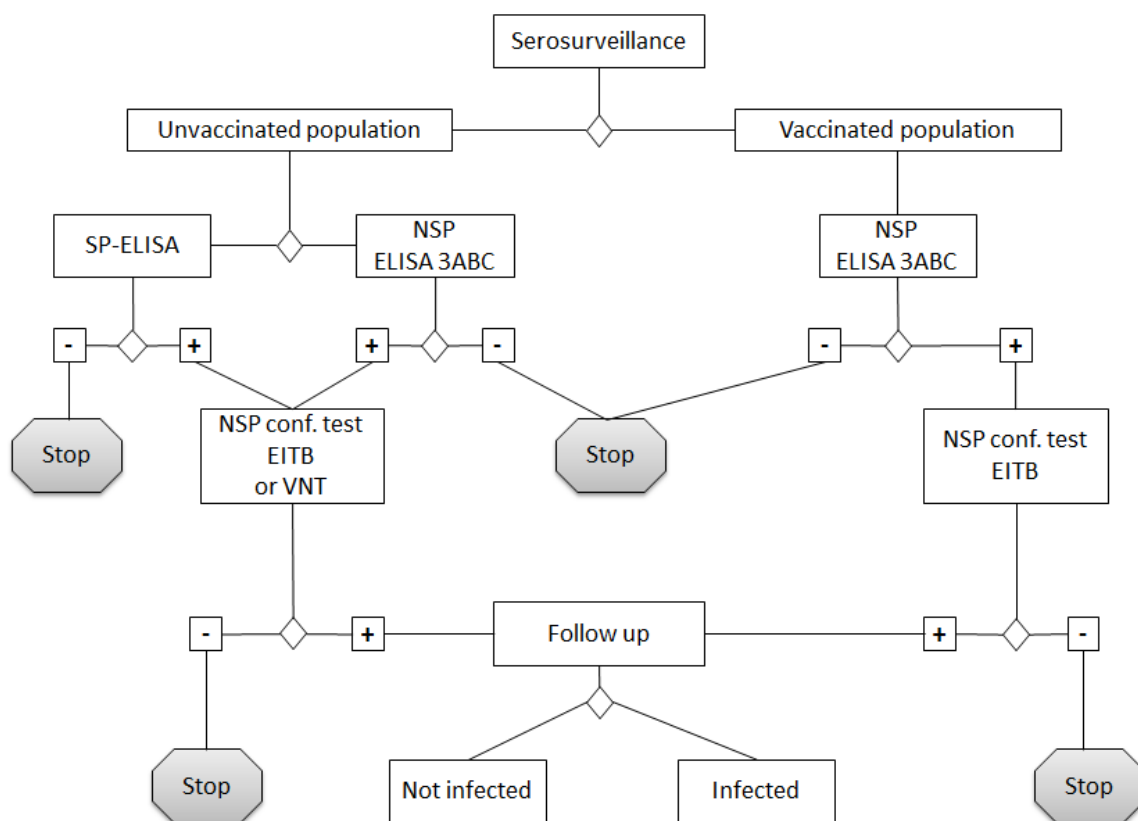 Serosurveillance
Unvaccinated population
Vaccinated population
SP-ELISA
NSP
ELISA 3ABC
NSP
ELISA 3ABC
-
+
+
-
-
+
Stop
NSP conf. test
EITB
or VNT
Stop
NSP conf. test
EITB
-
+
Follow up
+
-
Stop
Not infected
Infected
Stop